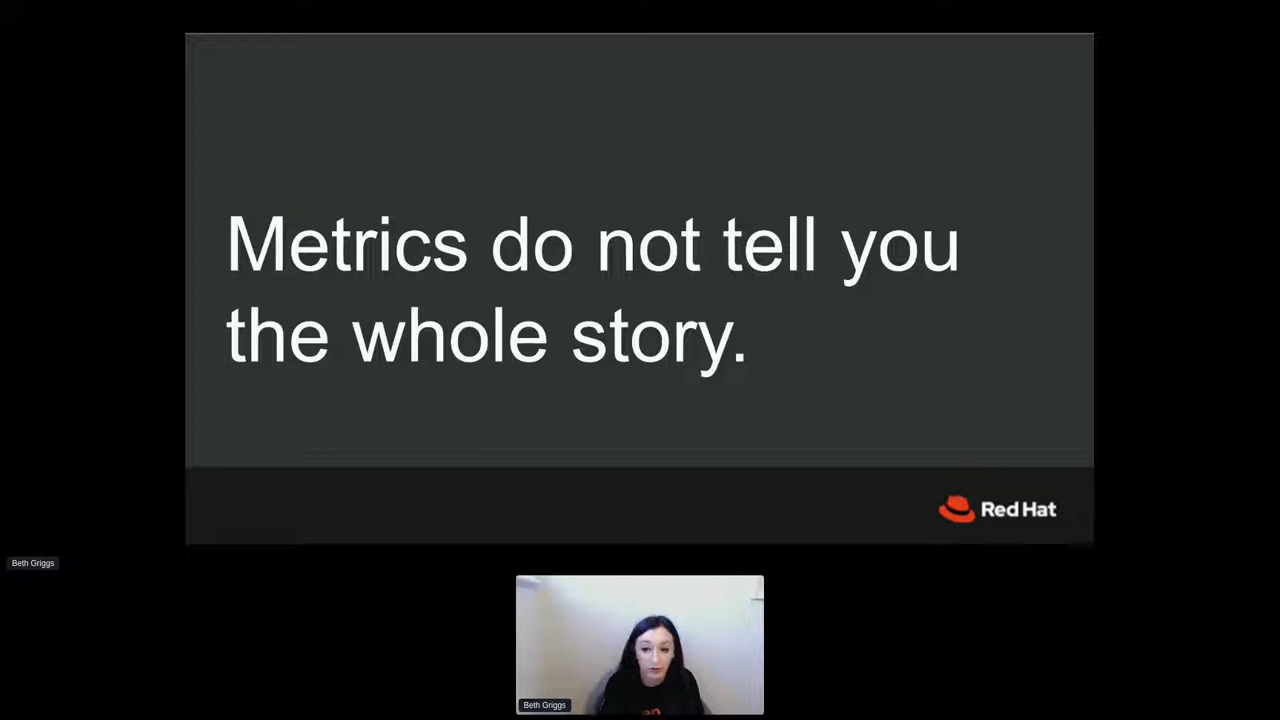 Metrics do not tell you
the whole story.
Red Hat
Beth Griggs
Beth Griggs